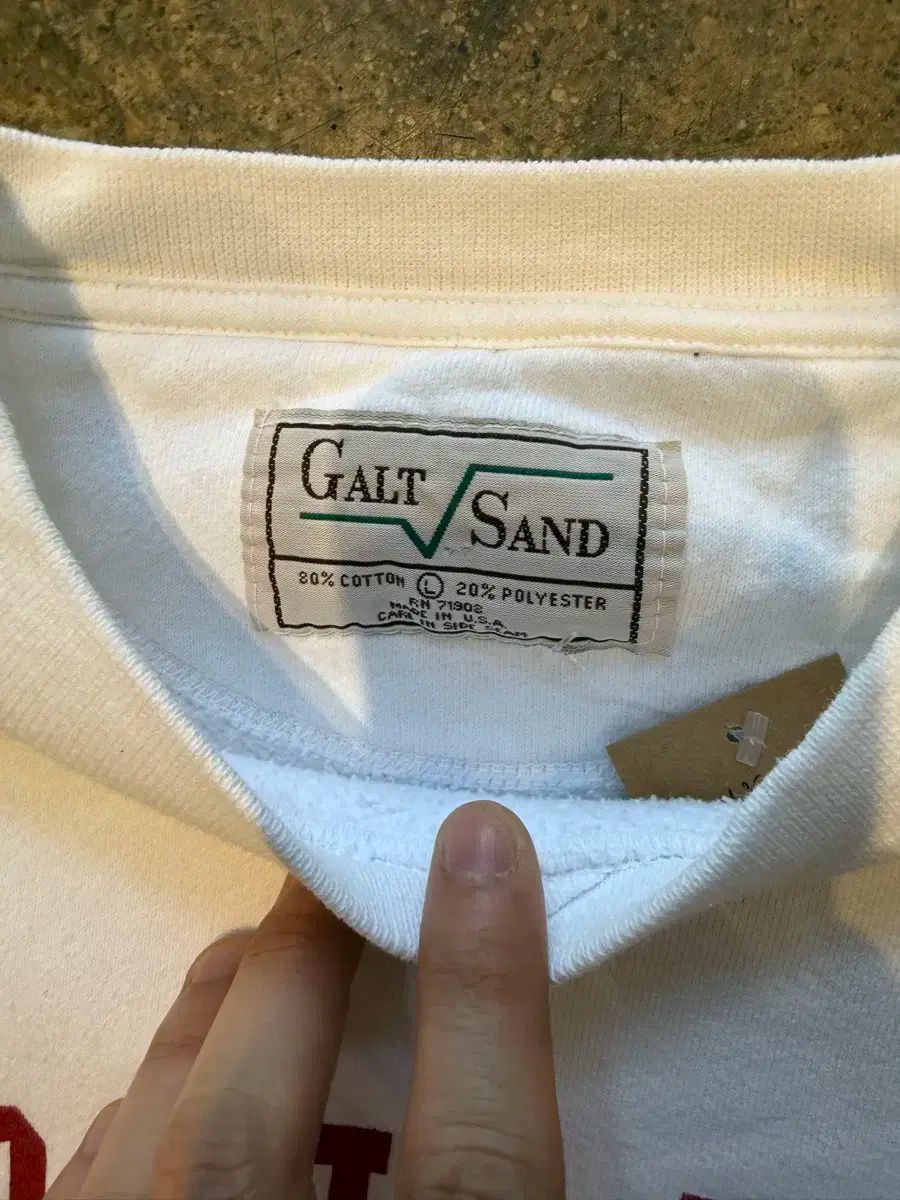 GALT
SAND
80% COTTON L 20% POLYESTER
RN 71902
MADE IN U.S.A.
CARE IN SIDE SEAM